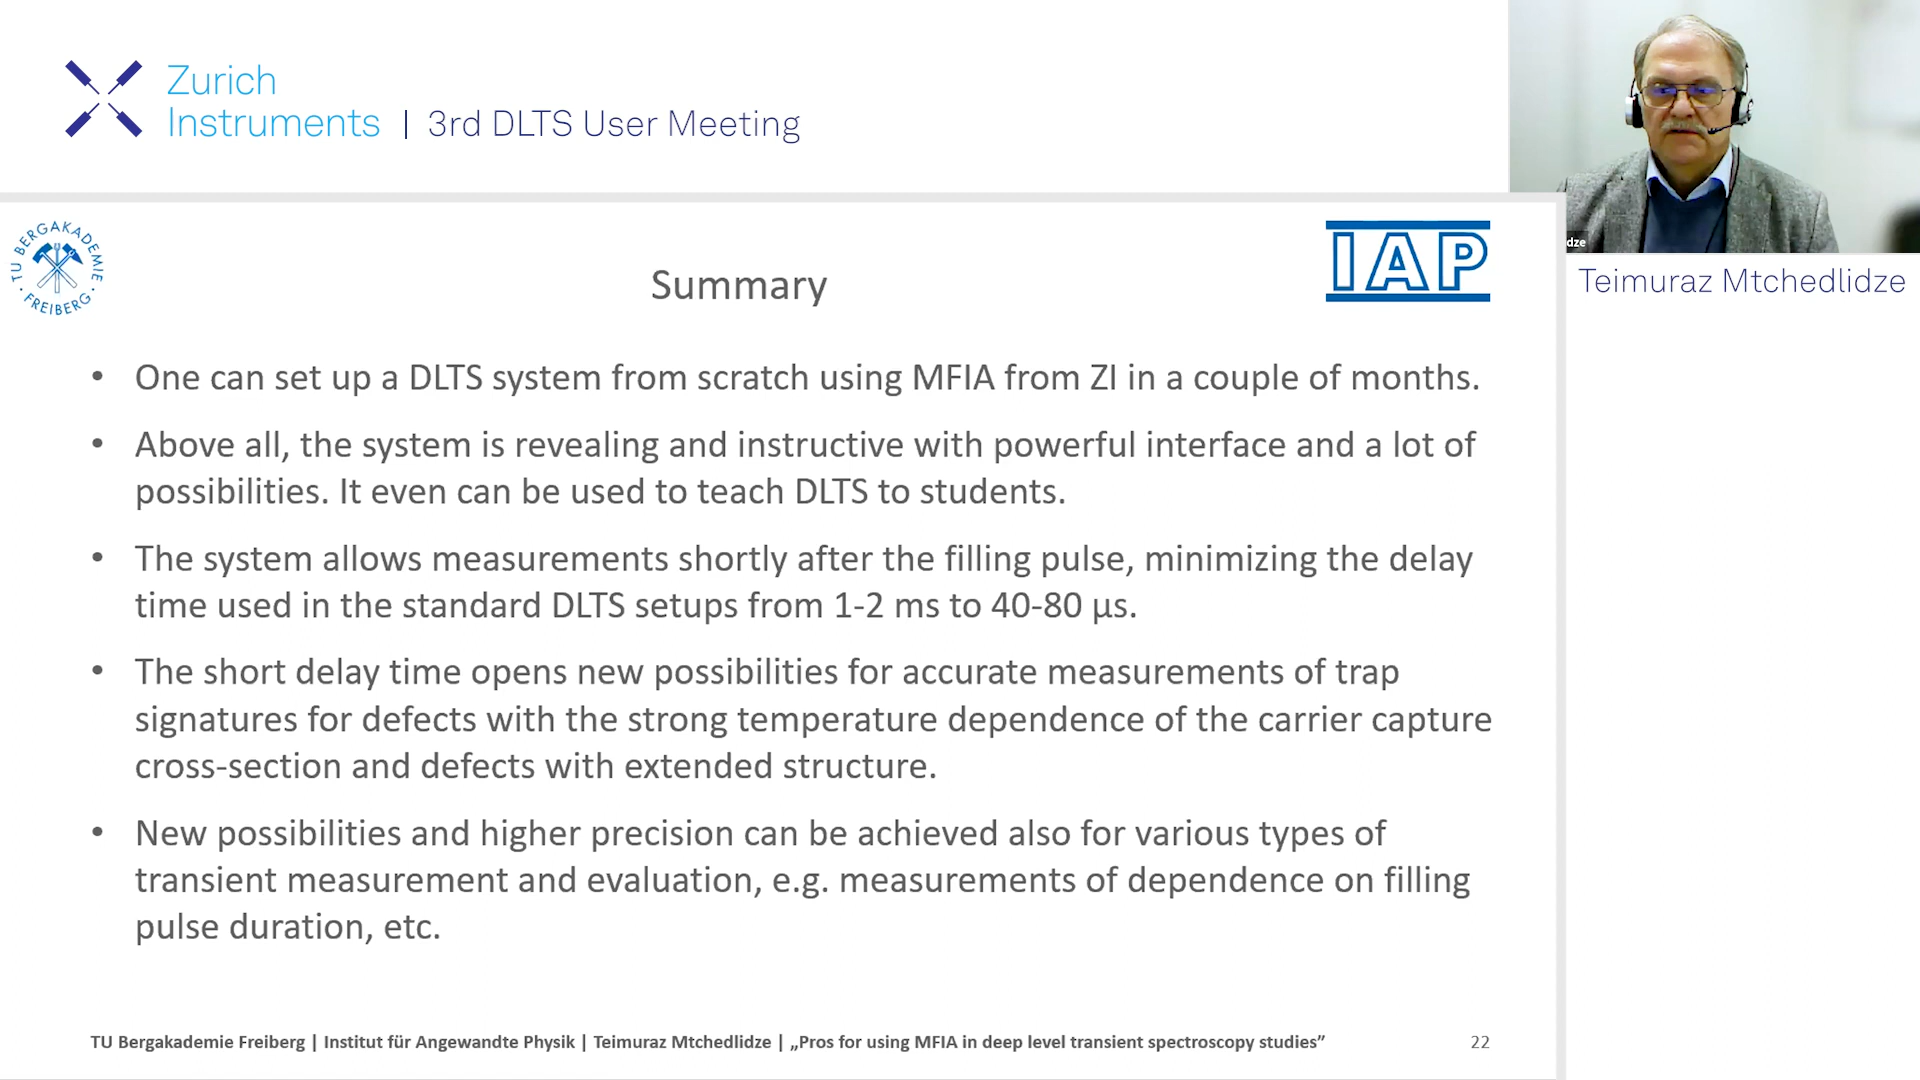 Zurich
Instruments | 3rd DLTS User Meeting
dze
Teimuraz Mtchedlidze
TU BERGAKADEMIE
· FREIBERG ·
IAP
Summary
• One can set up a DLTS system from scratch using MFIA from ZI in a couple of months.
• Above all, the system is revealing and instructive with powerful interface and a lot of
possibilities. It even can be used to teach DLTS to students.
• The system allows measurements shortly after the filling pulse, minimizing the delay
time used in the standard DLTS setups from 1-2 ms to 40-80 µs.
• The short delay time opens new possibilities for accurate measurements of trap
signatures for defects with the strong temperature dependence of the carrier capture
cross-section and defects with extended structure.
• New possibilities and higher precision can be achieved also for various types of
transient measurement and evaluation, e.g. measurements of dependence on filling
pulse duration, etc.
TU Bergakademie Freiberg | Institut für Angewandte Physik | Teimuraz Mtchedlidze | „Pros for using MFIA in deep level transient spectroscopy studies”
22